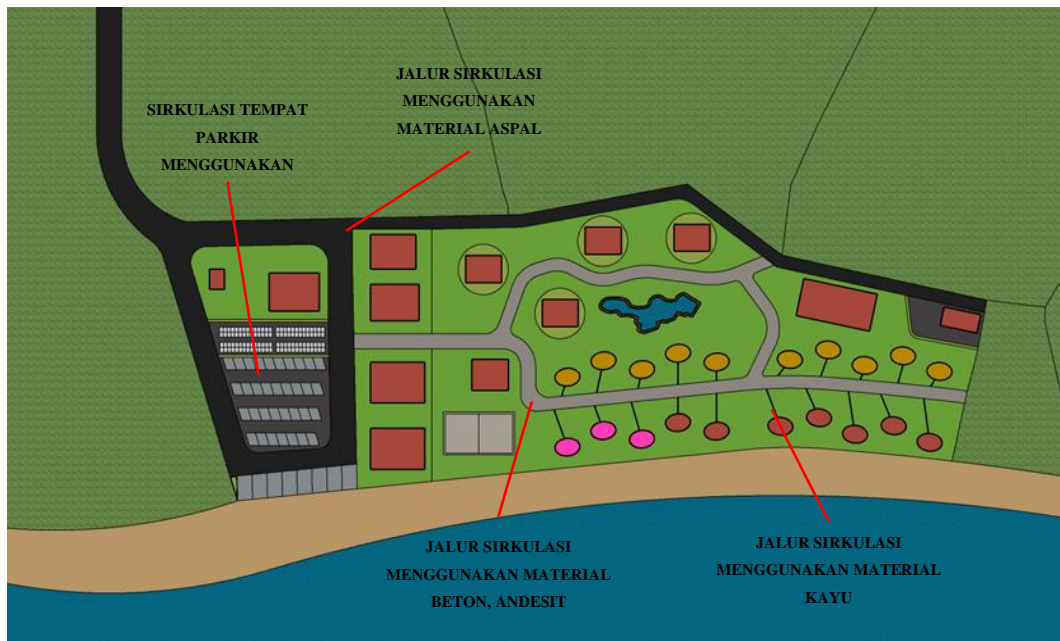 JALUR SIRKULASI
MENGGUNAKAN
MATERIAL ASPAL
SIRKULASI TEMPAT
PARKIR
MENGGUNAKAN
JALUR SIRKULASI
MENGGUNAKAN MATERIAL
BETON, ANDESIT
JALUR SIRKULASI
MENGGUNAKAN MATERIAL
KAYU